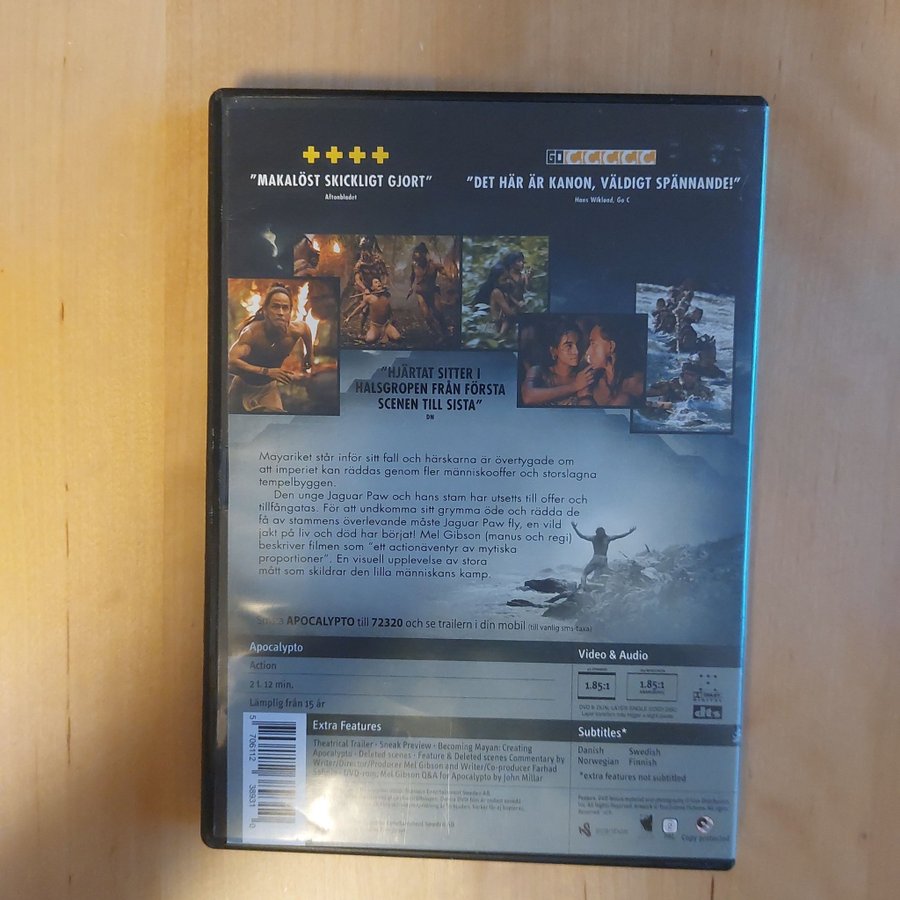 ”MAKALÖST SKICKLIGT GJORT”
Aftonbladet
GO
”DET HÄR ÄR KANON, VÄLDIGT SPÄNNANDE!”
Hans Wiklund, Go C
”HJÄRTAT SITTER I
HALSGROPEN FRÅN FÖRSTA
SCENEN TILL SISTA”
DN
Mayariket står inför sitt fall och härskarna är övertygade om
att imperiet kan räddas genom fler människooffer och storslagna
tempelbyggen.
Den unge Jaguar Paw och hans stam har utsetts till offer och
tillfångatas. För att undkomma sitt grymma öde och rädda de
få av stammens överlevande måste Jaguar Paw fly, en vild
jakt på liv och död har börjat! Mel Gibson (manus och regi)
beskriver filmen som ”ett actionäventyr av mytiska
proportioner”. En visuell upplevelse av stora
mått som skildrar den lilla människans kamp.
APOCALYPTO till 72320 och se trailern i din mobil (till vanlig sms-taxa)
Apocalypto
Action
2 t. 12 min.
Lämplig från 15 år
Video & Audio
1.85:1
1.85:1
DIGITAL
dts
Extra Features
Theatrical Trailer · Sneak Preview · Becoming Mayan: Creating
Apocalypto · Deleted scenes · Feature & Deleted scenes Commentary by
Writer/Director/Producer Mel Gibson and Writer/Co-producer Farhad
Safinia · DVD-rom: Mel Gibson Q&A for Apocalypto by John Millar
Subtitles*
Danish Swedish
Norwegian Finnish
*extra features not subtitled
5 706112 389311
Copy protected